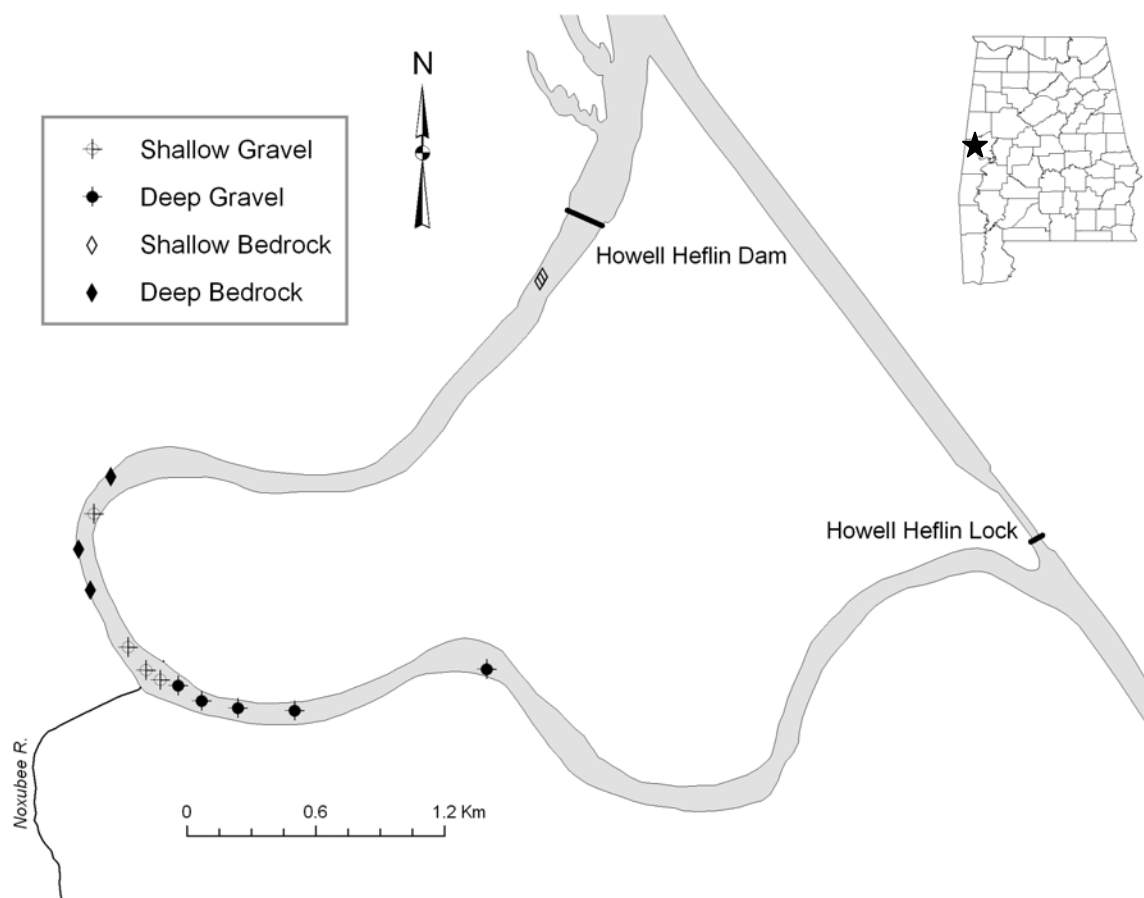 N
Shallow Gravel
Deep Gravel
Shallow Bedrock
Deep Bedrock
Howell Heflin Dam
Howell Heflin Lock
Noxubee R.
0 0.6 1.2 Km